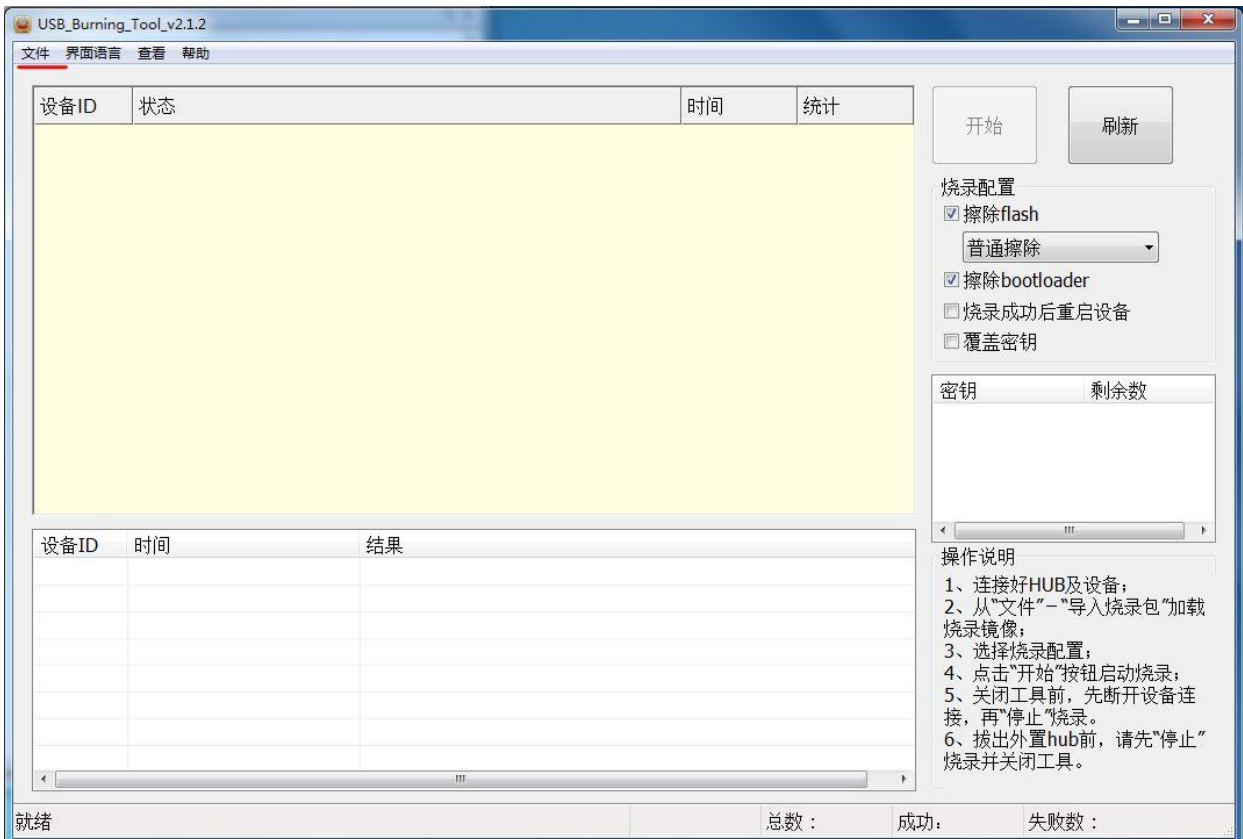 USB_Burning_Tool_v2.1.2
文件 界面语言 查看 帮助
设备ID 状态 时间 统计
开始 刷新
烧录配置
擦除flash
普通擦除
擦除bootloader
烧录成功后重启设备
覆盖密钥
密钥 剩余数
设备ID 时间 结果
操作说明
1、连接好HUB及设备;
2、从“文件”-“导入烧录包”加载
烧录镜像;
3、选择烧录配置;
4、点击“开始”按钮启动烧录;
5、关闭工具前，先断开设备连
接，再“停止”烧录。
6、拔出外置hub前，请先“停止”
烧录并关闭工具。
就绪 总数： 成功: 失败数：